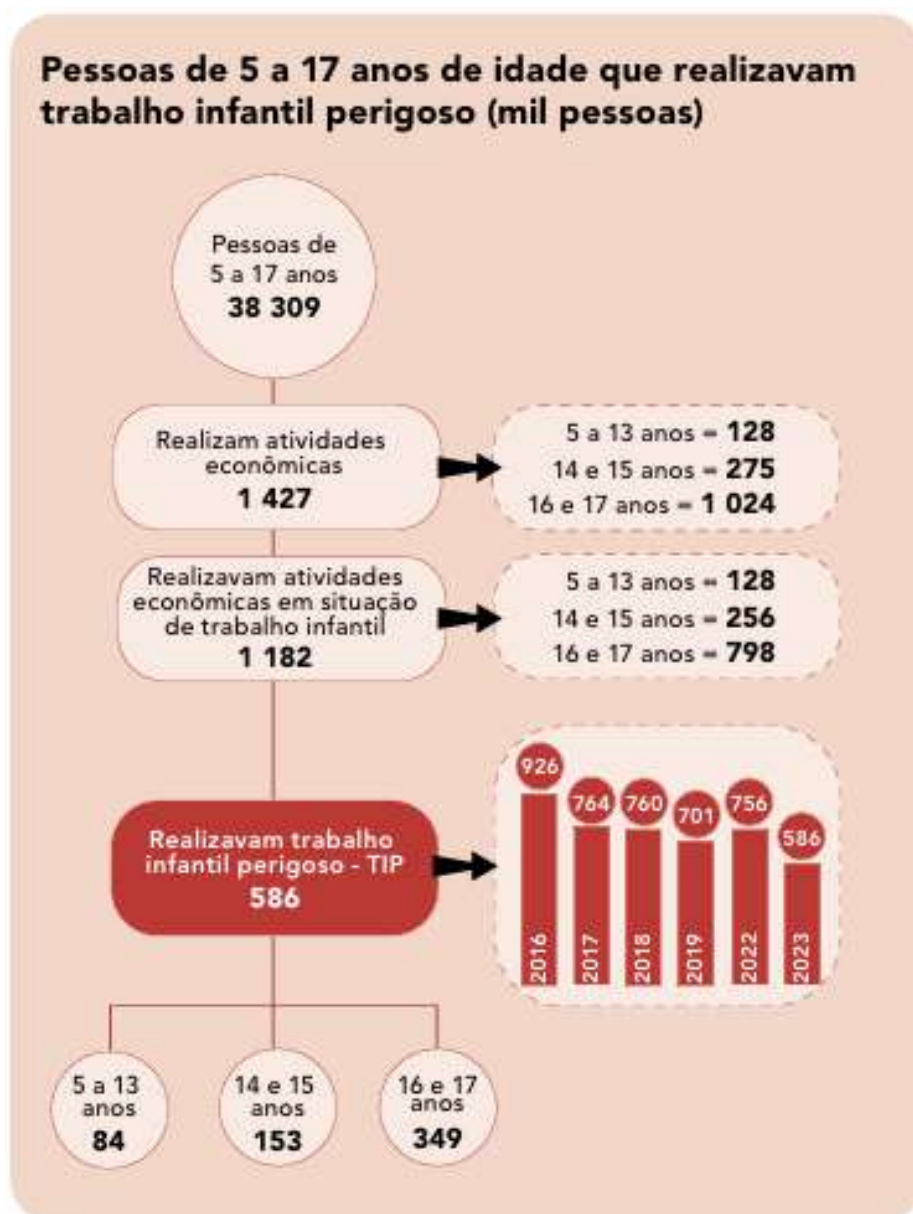 Pessoas de 5 a 17 anos de idade que realizavam
trabalho infantil perigoso (mil pessoas)
Pessoas de
5 a 17 anos
38 309
Realizam atividades
econômicas
1 427
5 a 13 anos = 128
14 e 15 anos = 275
16 e 17 anos = 1 024
Realizavam atividades
econômicas em situação
de trabalho infantil
1 182
5 a 13 anos = 128
14 e 15 anos = 256
16 e 17 anos = 798
Realizavam trabalho
infantil perigoso - TIP
586
926
764
760
701
756
586
2016
2017
2018
2019
2022
2023
5 a 13
anos
84
14 e 15
anos
153
16 e 17
anos
349